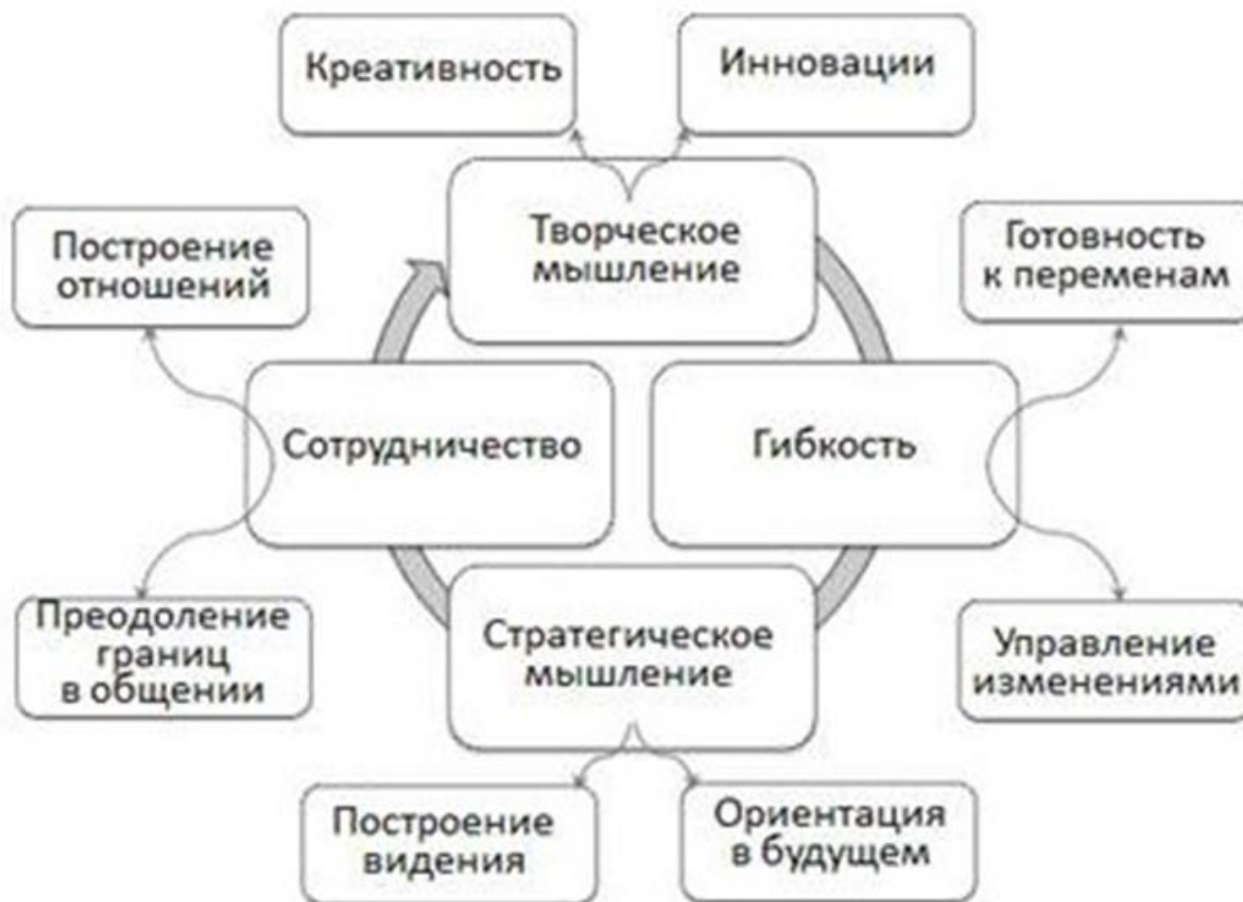 Креативность
Инновации
Творческое
мышление
Построение
отношений
Готовность
к переменам
Сотрудничество
Гибкость
Преодоление
границ
в общении
Стратегическое
мышление
Управление
изменениями
Построение
видения
Ориентация
в будущем